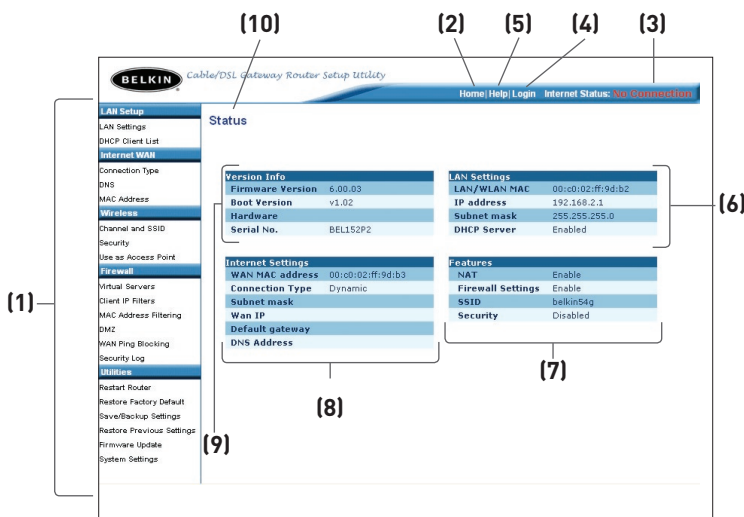 (10) (2) (5) (4) (3)
BELKIN Cable/DSL Gateway Router Setup Utility
Home|Help|Login Internet Status: No Connection
(1)
LAN Setup
LAN Settings
DHCP Client List
Internet WAN
Connection Type
DNS
MAC Address
Wireless
Channel and SSID
Security
Use as Access Point
Firewall
Virtual Servers
Client IP Filters
MAC Address Filtering
DMZ
WAN Ping Blocking
Security Log
Utilities
Restart Router
Restore Factory Default
Save/Backup Settings
Restore Previous Settings
Firmware Update
System Settings
Status
Version Info
Firmware Version 6.00.03
Boot Version v1.02
Hardware
Serial No. BEL152P2
(9)
LAN Settings
LAN/WLAN MAC 00:c0:02:ff:9d:b2
IP address 192.168.2.1
Subnet mask 255.255.255.0
DHCP Server Enabled
(6)
Internet Settings
WAN MAC address 00:c0:02:ff:9d:b3
Connection Type Dynamic
Subnet mask
Wan IP
Default gateway
DNS Address
(8)
Features
NAT Enable
Firewall Settings Enable
SSID belkin54g
Security Disabled
(7)